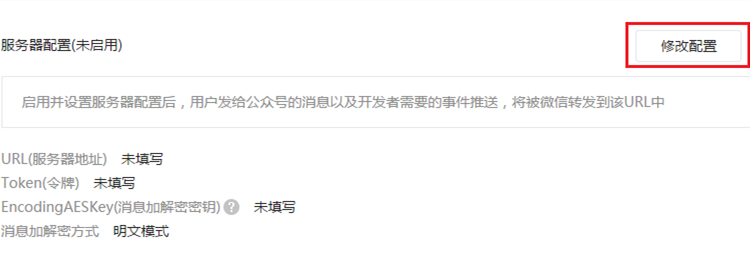 服务器配置(未启用) 修改配置
启用并设置服务器配置后，用户发给公众号的消息以及开发者需要的事件推送，将被微信转发到该URL中
URL(服务器地址) 未填写
Token(令牌) 未填写
EncodingAESKey(消息加解密密钥) ? 未填写
消息加解密方式 明文模式